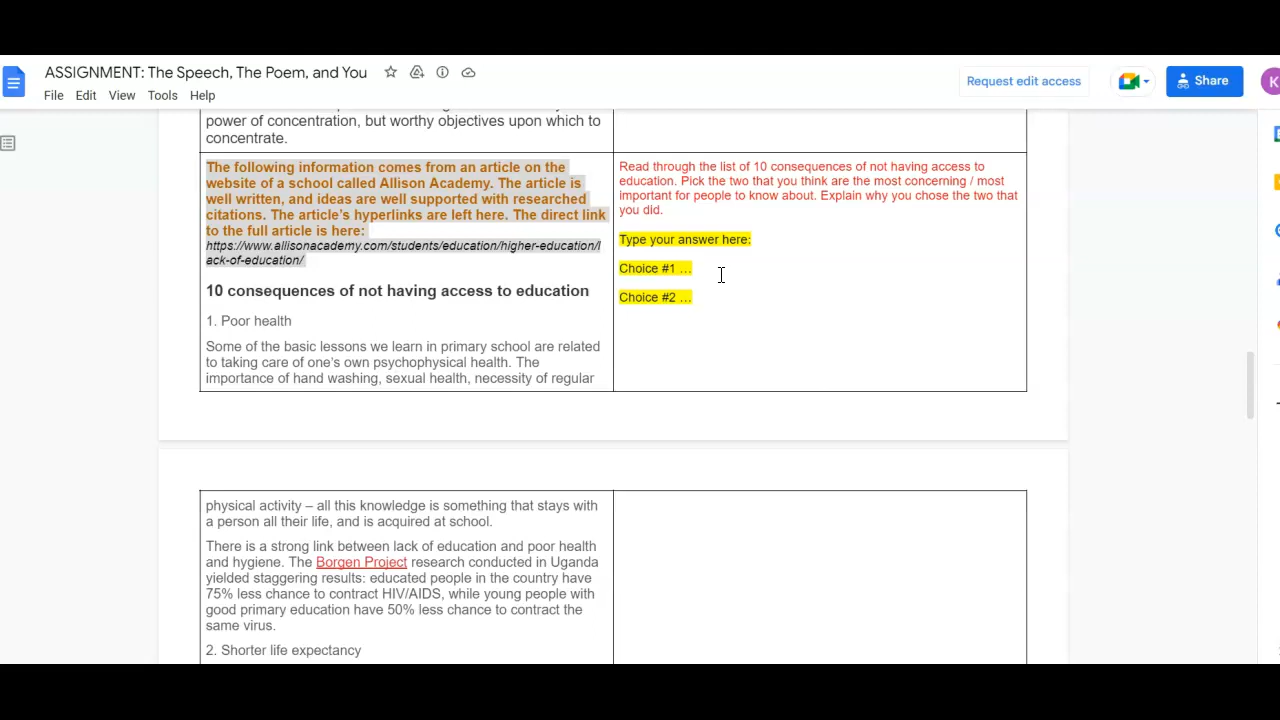 ASSIGNMENT: The Speech, The Poem, and You
File Edit View Tools Help
Request edit access
Share
K
power of concentration, but worthy objectives upon which to
concentrate.
The following information comes from an article on the
website of a school called Allison Academy. The article is
well written, and ideas are well supported with researched
citations. The article's hyperlinks are left here. The direct link
to the full article is here:
https://www.allisonacademy.com/students/education/higher-education/l
ack-of-education/
10 consequences of not having access to education
1. Poor health
Some of the basic lessons we learn in primary school are related
to taking care of one's own psychophysical health. The
importance of hand washing, sexual health, necessity of regular
Read through the list of 10 consequences of not having access to
education. Pick the two that you think are the most concerning / most
important for people to know about. Explain why you chose the two that
you did.
Type your answer here:
Choice #1 …
Choice #2 …
physical activity – all this knowledge is something that stays with
a person all their life, and is acquired at school.
There is a strong link between lack of education and poor health
and hygiene. The Borgen Project research conducted in Uganda
yielded staggering results: educated people in the country have
75% less chance to contract HIV/AIDS, while young people with
good primary education have 50% less chance to contract the
same virus.
2. Shorter life expectancy